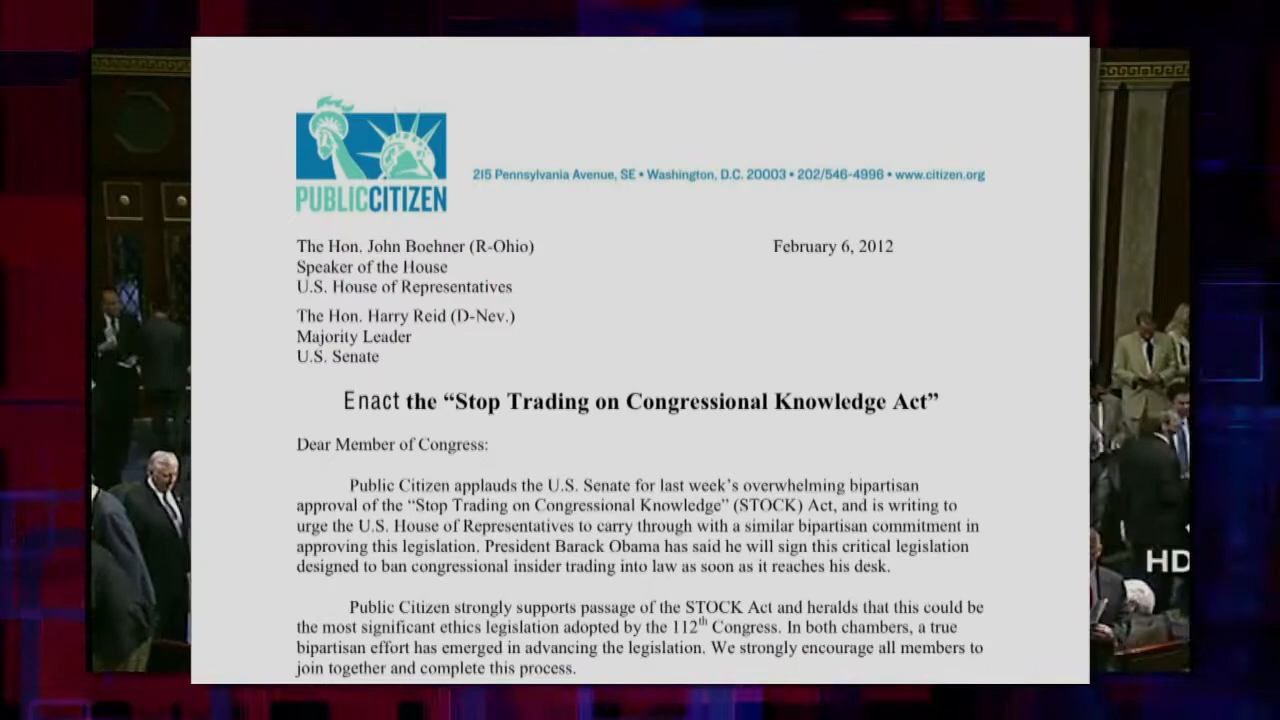 PUBLICCITIZEN
215 Pennsylvania Avenue, SE • Washington, D.C. 20003 • 202/546-4996 • www.citizen.org
The Hon. John Boehner (R-Ohio)
February 6, 2012
Speaker of the House
U.S. House of Representatives
The Hon. Harry Reid (D-Nev.)
Majority Leader
U.S. Senate
Enact the “Stop Trading on Congressional Knowledge Act”
Dear Member of Congress:
Public Citizen applauds the U.S. Senate for last week’s overwhelming bipartisan
approval of the “Stop Trading on Congressional Knowledge” (STOCK) Act, and is writing to
urge the U.S. House of Representatives to carry through with a similar bipartisan commitment in
approving this legislation. President Barack Obama has said he will sign this critical legislation
designed to ban congressional insider trading into law as soon as it reaches his desk.
Public Citizen strongly supports passage of the STOCK Act and heralds that this could be
the most significant ethics legislation adopted by the 112th Congress. In both chambers, a true
bipartisan effort has emerged in advancing the legislation. We strongly encourage all members to
join together and complete this process.
HD